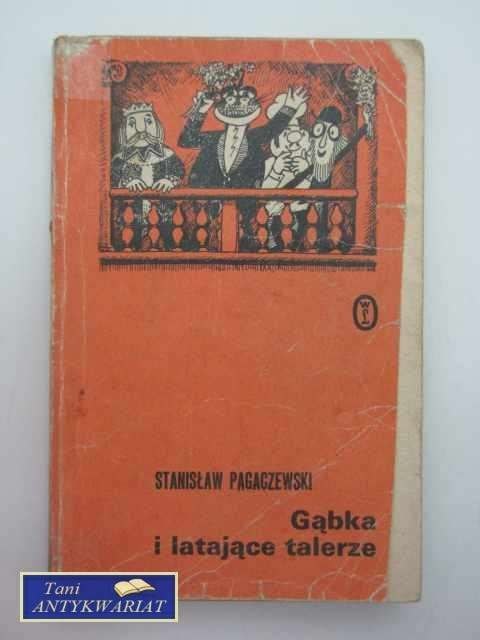 W
L
STANISŁAW PAGACZEWSKI
Gąbka
i latające talerze
Tani
ANTYKWARIAT